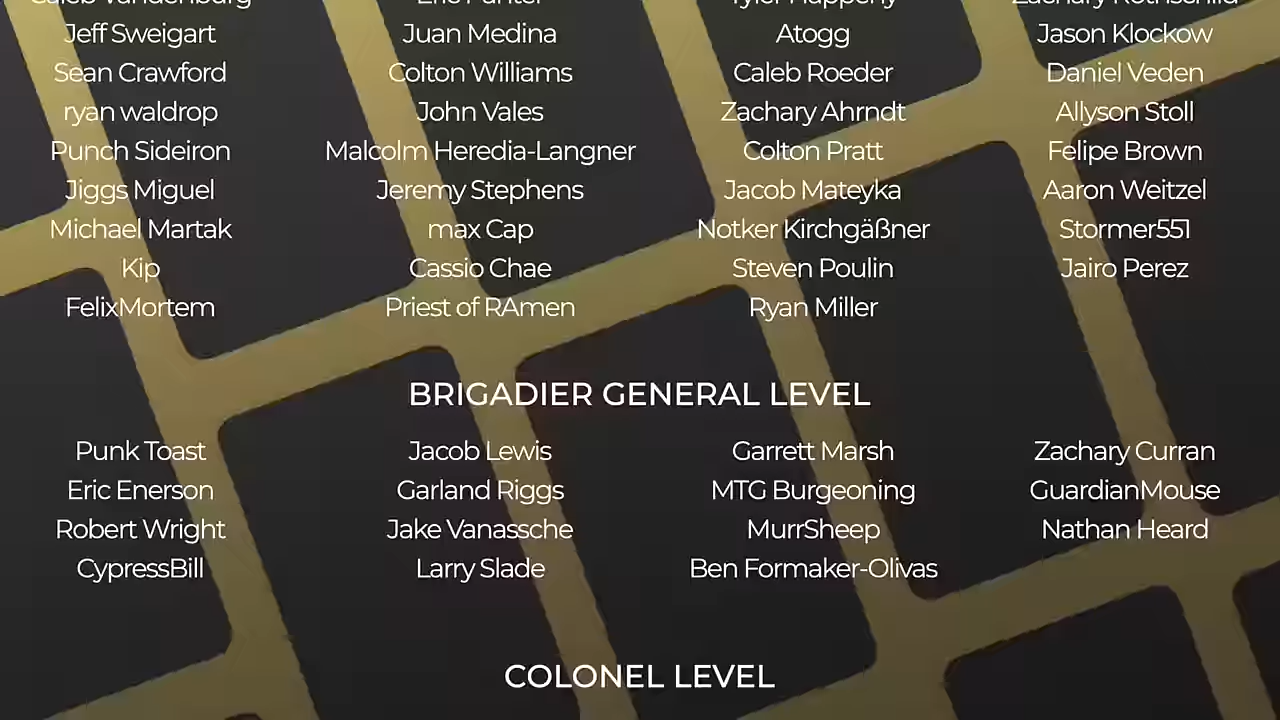 Jeff Sweigart Juan Medina Atogg Jason Klockow
Sean Crawford Colton Williams Caleb Roeder Daniel Veden
ryan waldrop John Vales Zachary Ahrndt Allyson Stoll
Punch Sideiron Malcolm Heredia-Langner Colton Pratt Felipe Brown
Jiggs Miguel Jeremy Stephens Jacob Mateyka Aaron Weitzel
Michael Martak max Cap Notker Kirchgäßner Stormer551
Kip Cassio Chae Steven Poulin Jairo Perez
FelixMortem Priest of RAmen Ryan Miller
BRIGADIER GENERAL LEVEL
Punk Toast Jacob Lewis Garrett Marsh Zachary Curran
Eric Enerson Garland Riggs MTG Burgeoning GuardianMouse
Robert Wright Jake Vanassche MurrSheep Nathan Heard
CypressBill Larry Slade Ben Formaker-Olivas
COLONEL LEVEL